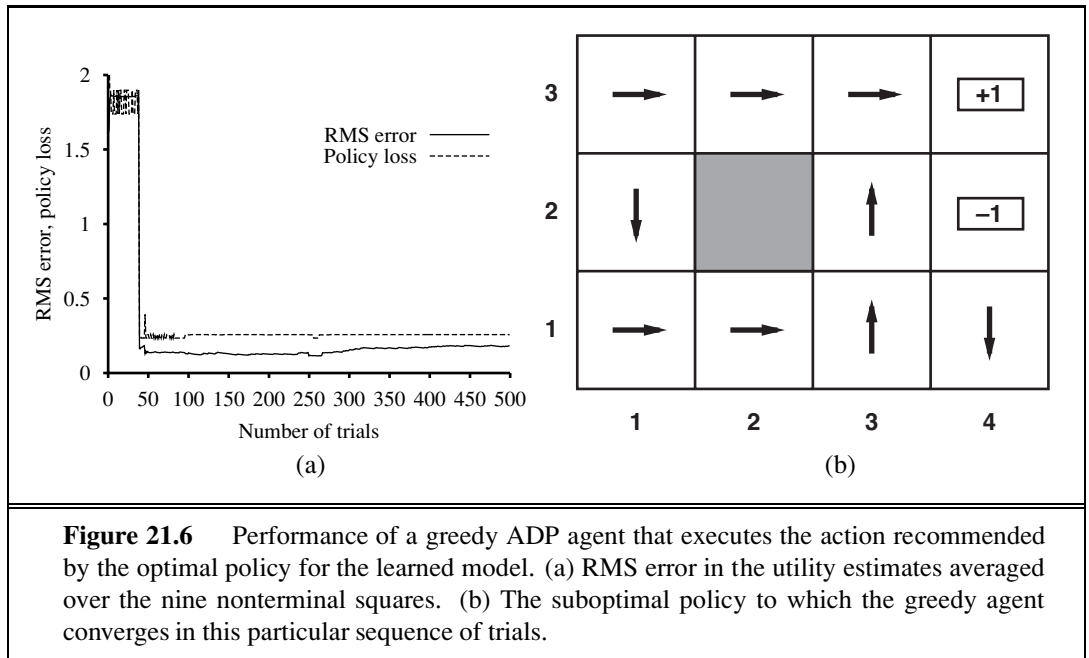 2
1.5
1
0.5
0
RMS error, policy loss
RMS error
Policy loss
0 50 100 150 200 250 300 350 400 450 500
Number of trials
(a)
3
+1
2
–1
1
1 2 3 4
(b)
Figure 21.6 Performance of a greedy ADP agent that executes the action recommended
by the optimal policy for the learned model. (a) RMS error in the utility estimates averaged
over the nine nonterminal squares. (b) The suboptimal policy to which the greedy agent
converges in this particular sequence of trials.